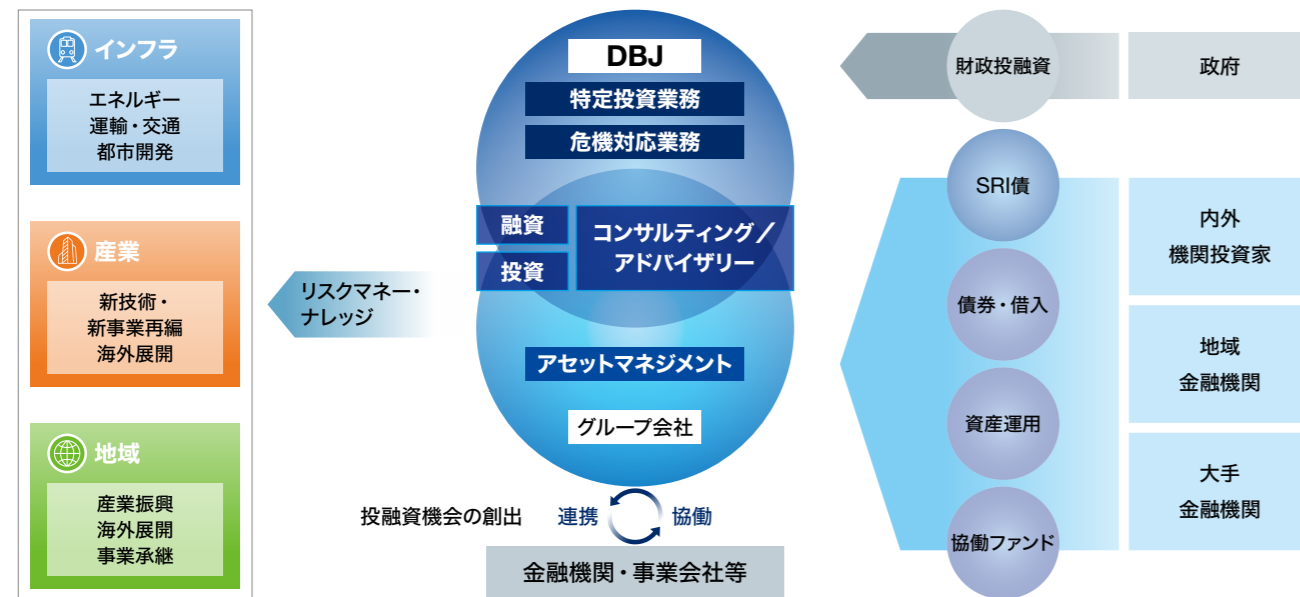 インフラ
エネルギー
運輸・交通
都市開発
産業
新技術・
新事業再編
海外展開
地域
産業振興
海外展開
事業承継
リスクマネー・
ナレッジ
DBJ
特定投資業務
危機対応業務
融資
投資
コンサルティング／
アドバイザリー
アセットマネジメント
グループ会社
投融資機会の創出
連携
協働
金融機関・事業会社等
財政投融資
政府
SRI債
債券・借入
資産運用
協働ファンド
内外
機関投資家
地域
金融機関
大手
金融機関